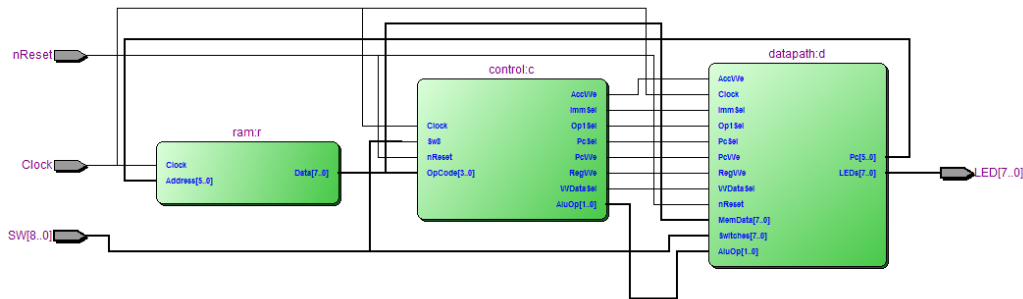 nReset
Clock
SW[8..0]
ram:r
Clock
Address[5..0]
Data[7..0]
control:c
Clock
Sw8
nReset
OpCode[3..0]
AccWe
ImmSel
Op1Sel
PcSel
PcWe
RegWe
WDataSel
AluOp[1..0]
datapath:d
AccWe
Clock
ImmSel
Op1Sel
PcSel
PcWe
RegWe
WDataSel
nReset
MemData[7..0]
Switches[7..0]
AluOp[1..0]
Pc[5..0]
LEDs[7..0]
LED[7..0]